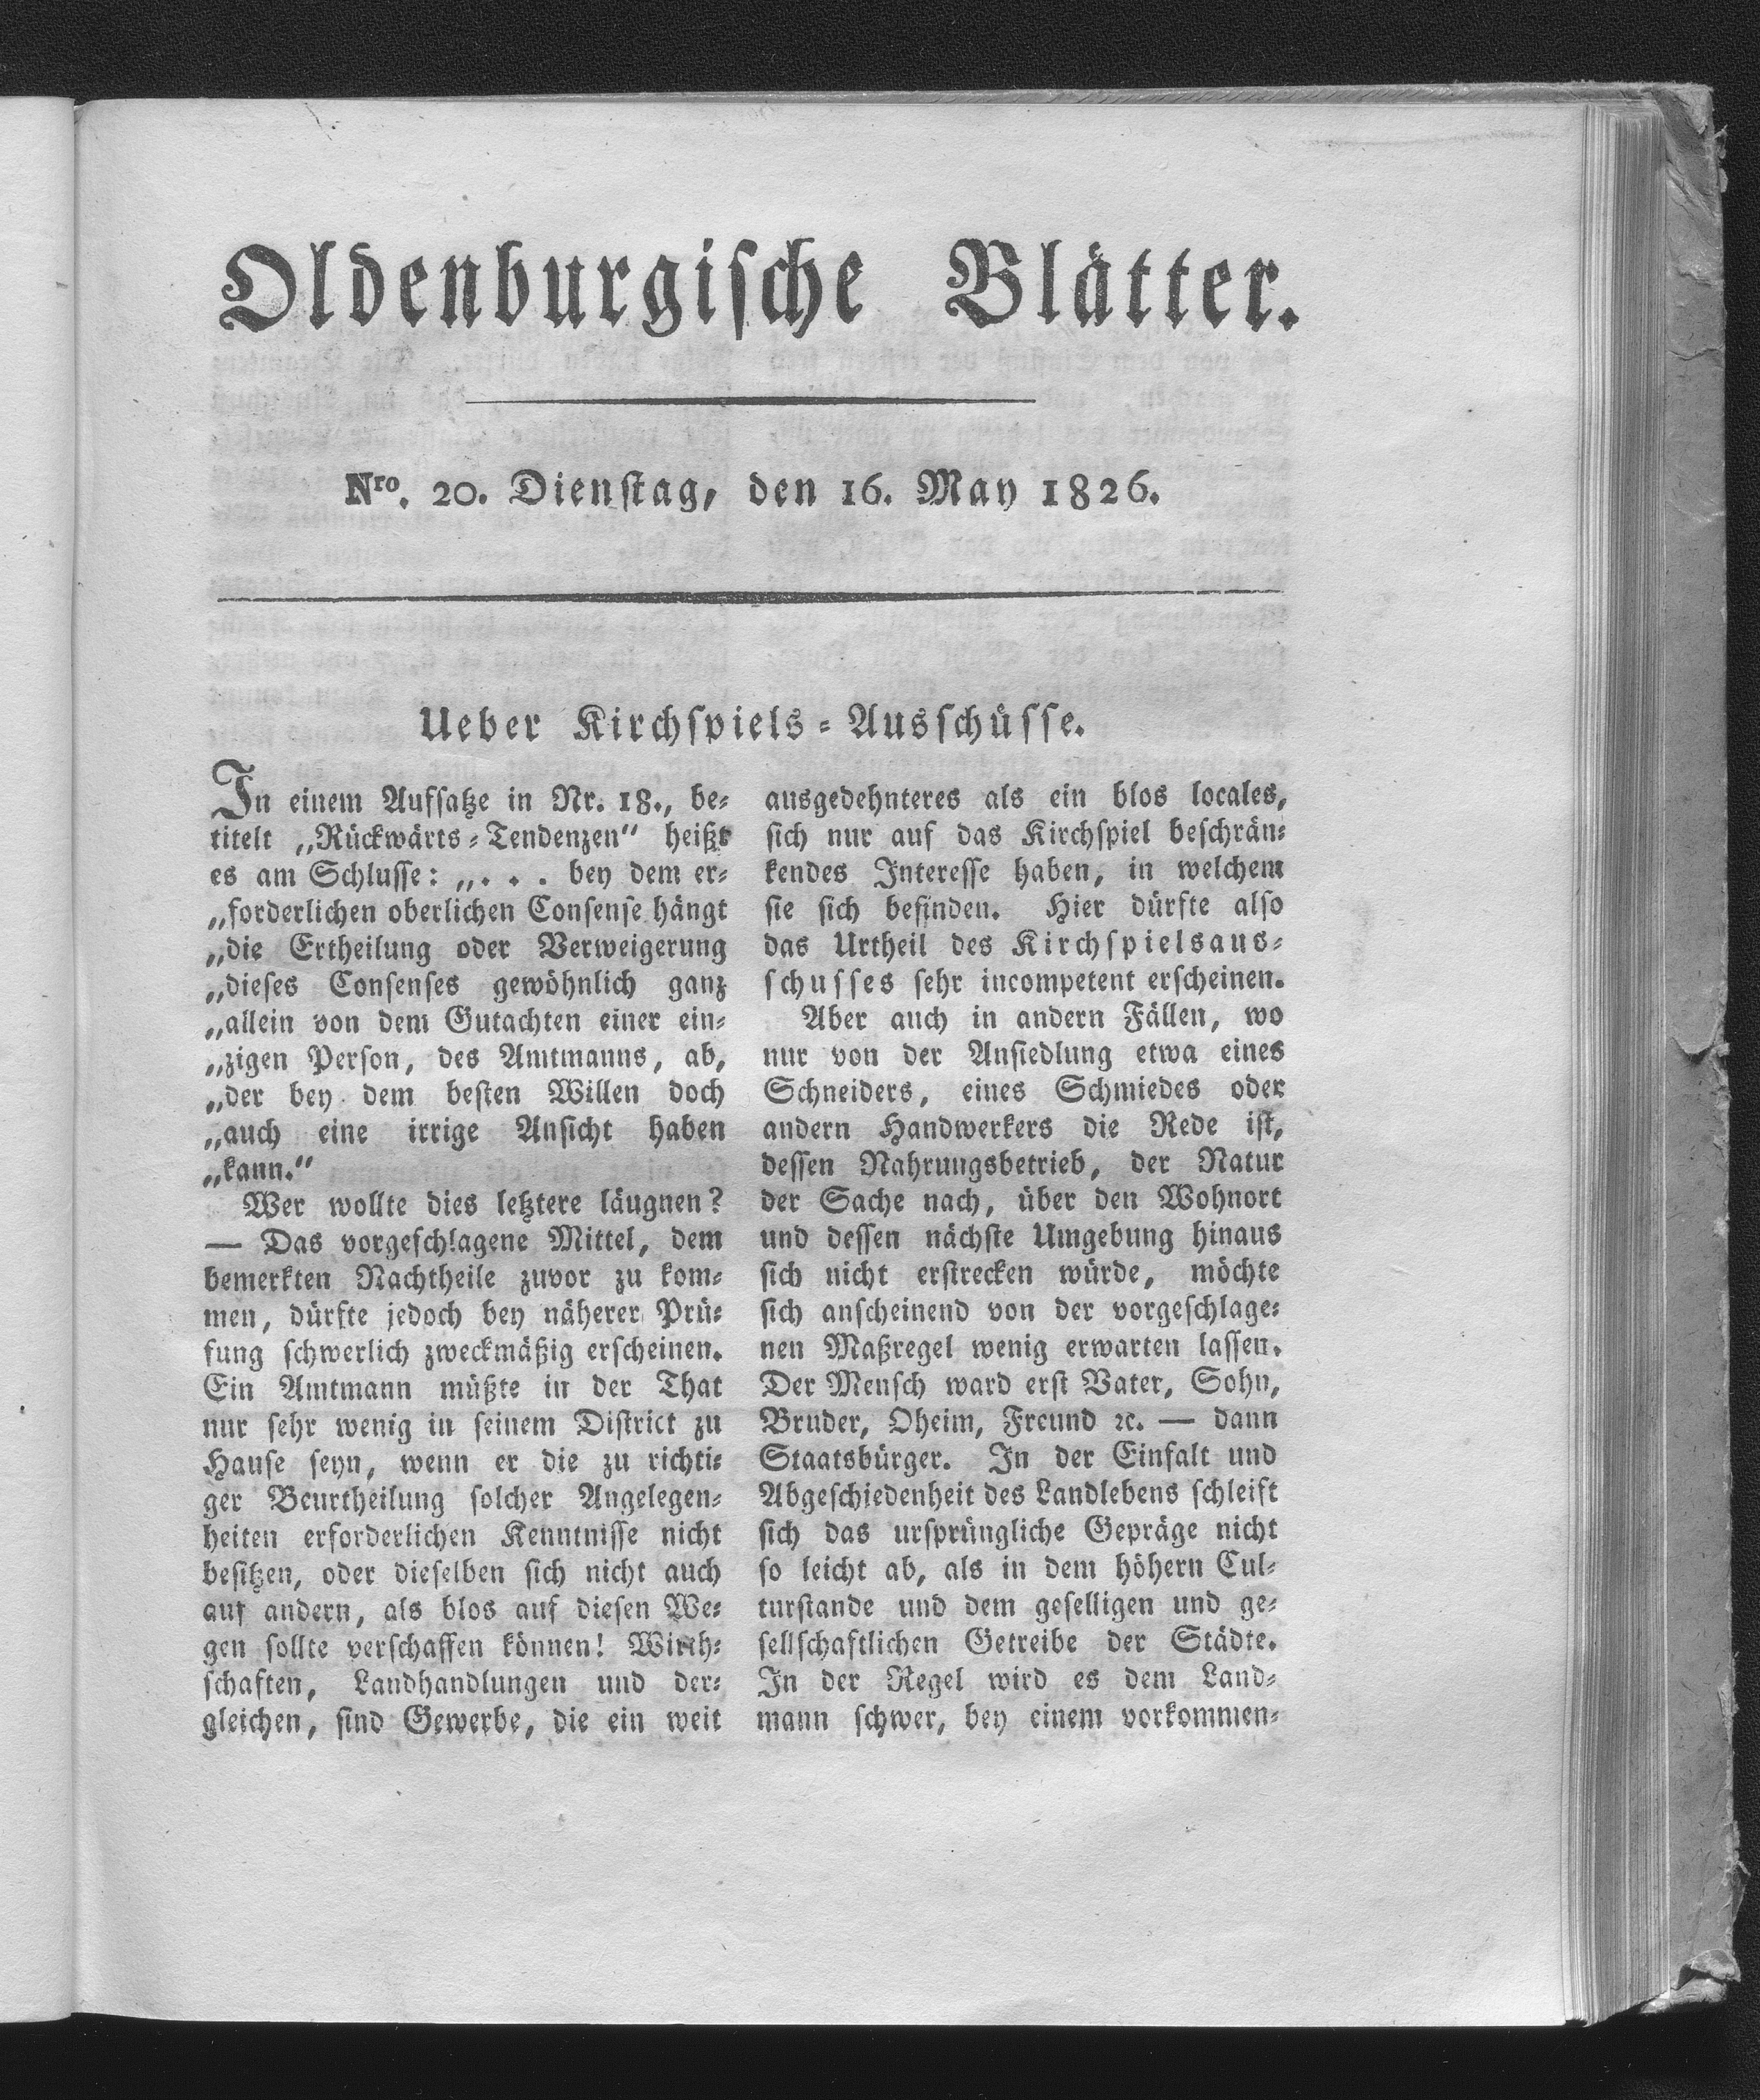 Oldenburgische Blätter.
Nro. 20. Dienstag, den 16. May 1826.
Ueber Kirchspiels-Ausschüsse.
In einem Aufsatze in Nr. 18., be-
titelt „Rückwärts-Tendenzen“ heißt
es am Schlusse: „. . . bey dem er-
„forderlichen oberlichen Consense hängt
„die Ertheilung oder Verweigerung
„dieses Consenses gewöhnlich ganz
„allein von dem Gutachten einer ein-
„zigen Person, des Amtmanns, ab,
„der bey dem besten Willen doch
„auch eine irrige Ansicht haben
„kann.“
Wer wollte dies letztere läugnen?
— Das vorgeschlagene Mittel, dem
bemerkten Nachtheile zuvor zu kom-
men, dürfte jedoch bey näherer Prü-
fung schwerlich zweckmäßig erscheinen.
Ein Amtmann müßte in der That
nur sehr wenig in seinem District zu
Hause seyn, wenn er die zu richti-
ger Beurtheilung solcher Angelegen-
heiten erforderlichen Kenntnisse nicht
besitzen, oder dieselben sich nicht auch
auf andern, als blos auf diesen We-
gen sollte verschaffen können! Wirth-
schaften, Landhandlungen und der-
gleichen, sind Gewerbe, die ein weit
ausgedehnteres als ein blos locales,
sich nur auf das Kirchspiel beschrän-
kendes Interesse haben, in welchem
sie sich befinden. Hier dürfte also
das Urtheil des Kirchspielsaus-
schusses sehr incompetent erscheinen.
Aber auch in andern Fällen, wo
nur von der Ansiedlung etwa eines
Schneiders, eines Schmiedes oder
andern Handwerkers die Rede ist,
dessen Nahrungsbetrieb, der Natur
der Sache nach, über den Wohnort
und dessen nächste Umgebung hinaus
sich nicht erstrecken würde, möchte
sich anscheinend von der vorgeschlage-
nen Maßregel wenig erwarten lassen.
Der Mensch ward erst Vater, Sohn,
Bruder, Oheim, Freund ꝛc. — dann
Staatsbürger. In der Einfalt und
Abgeschiedenheit des Landlebens schleift
sich das ursprüngliche Gepräge nicht
so leicht ab, als in dem höhern Cul-
turstande und dem geselligen und ge-
sellschaftlichen Getreibe der Städte.
In der Regel wird es dem Land-
mann schwer, bey einem vorkommen-